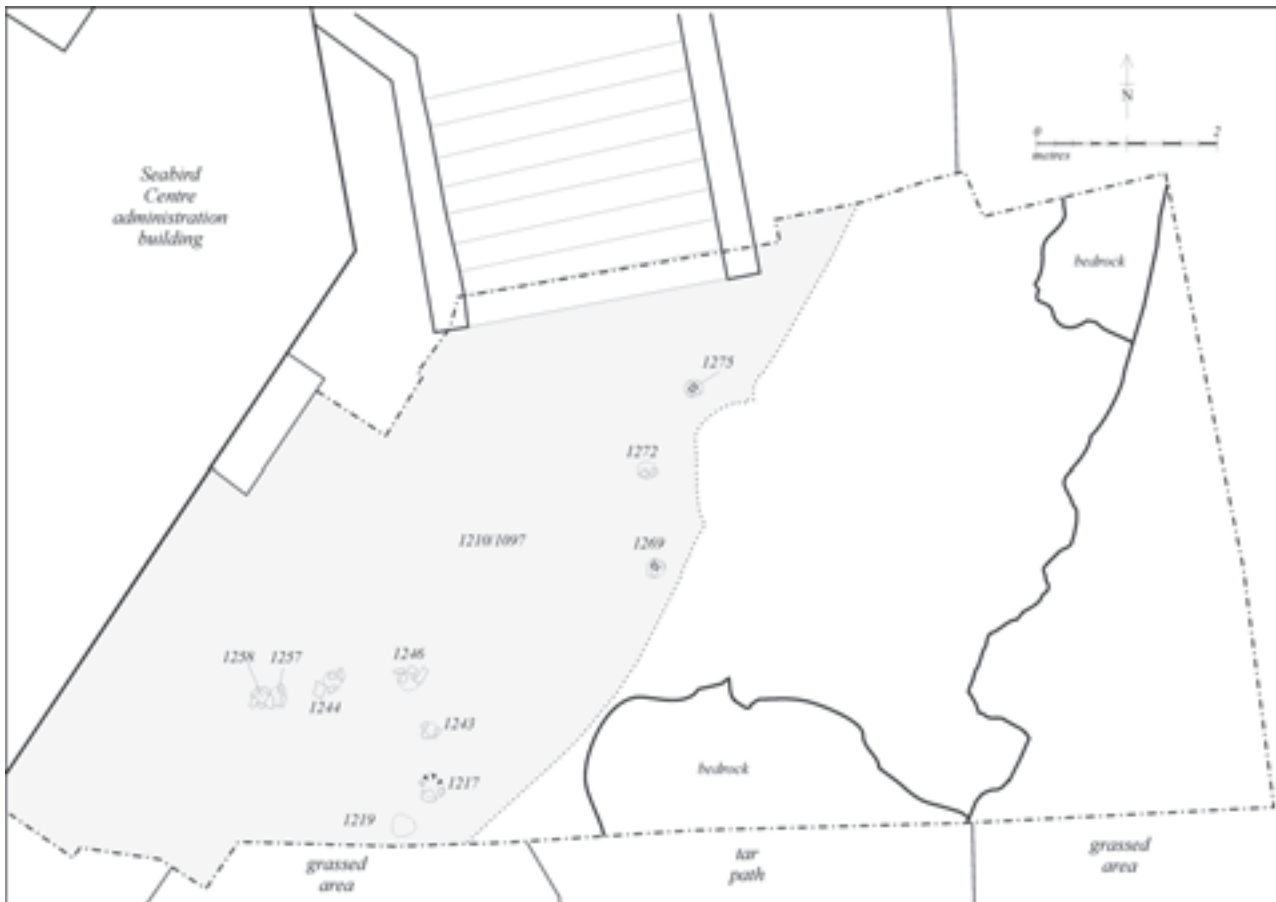 Seabird
Centre
administration
building
N
0
metres
bedrock
1275
1272
1210/1097
1269
1258 1257
1246
1244
1243
1217
1219
bedrock
grassed
area
tar
path
grassed
area